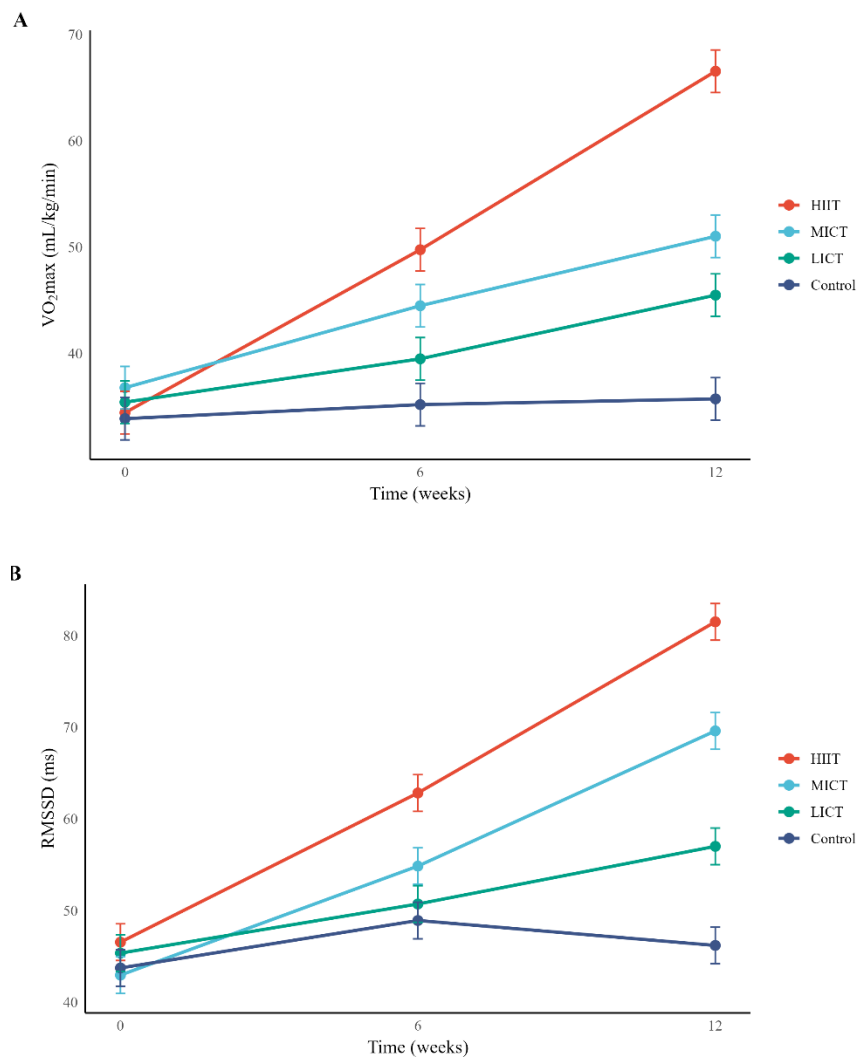 A
VO₂max (mL/kg/min)
70
60
50
40
0
6
12
Time (weeks)
HIIT
MICT
LICT
Control
B
RMSSD (ms)
80
70
60
50
40
0
6
12
Time (weeks)
HIIT
MICT
LICT
Control